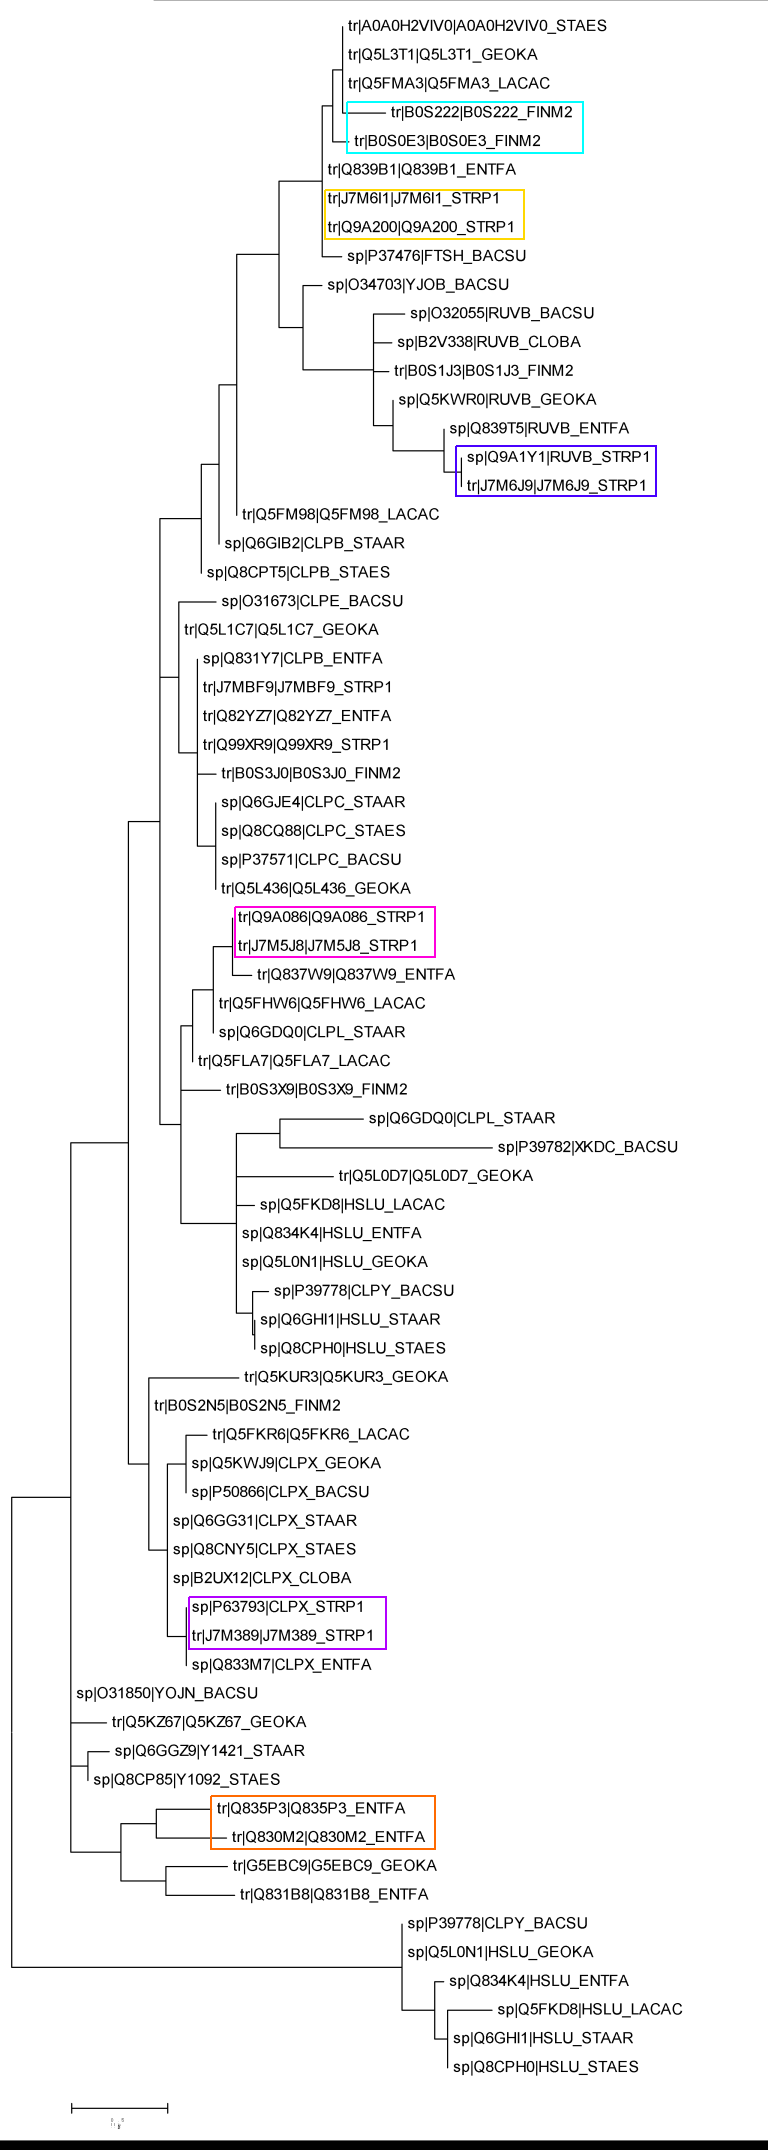 tr|A0A0H2VIV0|A0A0H2VIV0_STAES
tr|Q5L3T1|Q5L3T1_GEOKA
tr|Q5FMA3|Q5FMA3_LACAC
tr|B0S222|B0S222_FINM2
tr|B0S0E3|B0S0E3_FINM2
tr|Q839B1|Q839B1_ENTFA
tr|J7M6I1|J7M6I1_STRP1
tr|Q9A200|Q9A200_STRP1
sp|P37476|FTSH_BACSU
sp|O34703|YJOB_BACSU
sp|O32055|RUVB_BACSU
sp|B2V338|RUVB_CLOBA
tr|B0S1J3|B0S1J3_FINM2
sp|Q5KWR0|RUVB_GEOKA
sp|Q839T5|RUVB_ENTFA
sp|Q9A1Y1|RUVB_STRP1
tr|J7M6J9|J7M6J9_STRP1
tr|Q5FM98|Q5FM98_LACAC
sp|Q6GIB2|CLPB_STAAR
sp|Q8CPT5|CLPB_STAES
sp|O31673|CLPE_BACSU
tr|Q5L1C7|Q5L1C7_GEOKA
sp|Q831Y7|CLPB_ENTFA
tr|J7MBF9|J7MBF9_STRP1
tr|Q82YZ7|Q82YZ7_ENTFA
tr|Q99XR9|Q99XR9_STRP1
tr|B0S3J0|B0S3J0_FINM2
sp|Q6GJE4|CLPC_STAAR
sp|Q8CQ88|CLPC_STAES
sp|P37571|CLPC_BACSU
tr|Q5L436|Q5L436_GEOKA
tr|Q9A086|Q9A086_STRP1
tr|J7M5J8|J7M5J8_STRP1
tr|Q837W9|Q837W9_ENTFA
tr|Q5FHW6|Q5FHW6_LACAC
sp|Q6GDQ0|CLPL_STAAR
tr|Q5FLA7|Q5FLA7_LACAC
tr|B0S3X9|B0S3X9_FINM2
sp|Q6GDQ0|CLPL_STAAR
sp|P39782|XKDC_BACSU
tr|Q5L0D7|Q5L0D7_GEOKA
sp|Q5FKD8|HSLU_LACAC
sp|Q834K4|HSLU_ENTFA
sp|Q5L0N1|HSLU_GEOKA
sp|P39778|CLPY_BACSU
sp|Q6GHI1|HSLU_STAAR
sp|Q8CPH0|HSLU_STAES
tr|Q5KUR3|Q5KUR3_GEOKA
tr|B0S2N5|B0S2N5_FINM2
tr|Q5FKR6|Q5FKR6_LACAC
sp|Q5KWJ9|CLPX_GEOKA
sp|P50866|CLPX_BACSU
sp|Q6GG31|CLPX_STAAR
sp|Q8CNY5|CLPX_STAES
sp|B2UX12|CLPX_CLOBA
sp|P63793|CLPX_STRP1
tr|J7M389|J7M389_STRP1
sp|Q833M7|CLPX_ENTFA
sp|O31850|YOJN_BACSU
tr|Q5KZ67|Q5KZ67_GEOKA
sp|Q6GGZ9|Y1421_STAAR
sp|Q8CP85|Y1092_STAES
tr|Q835P3|Q835P3_ENTFA
tr|Q830M2|Q830M2_ENTFA
tr|G5EBC9|G5EBC9_GEOKA
tr|Q831B8|Q831B8_ENTFA
sp|P39778|CLPY_BACSU
sp|Q5L0N1|HSLU_GEOKA
sp|Q834K4|HSLU_ENTFA
sp|Q5FKD8|HSLU_LACAC
sp|Q6GHI1|HSLU_STAAR
sp|Q8CPH0|HSLU_STAES